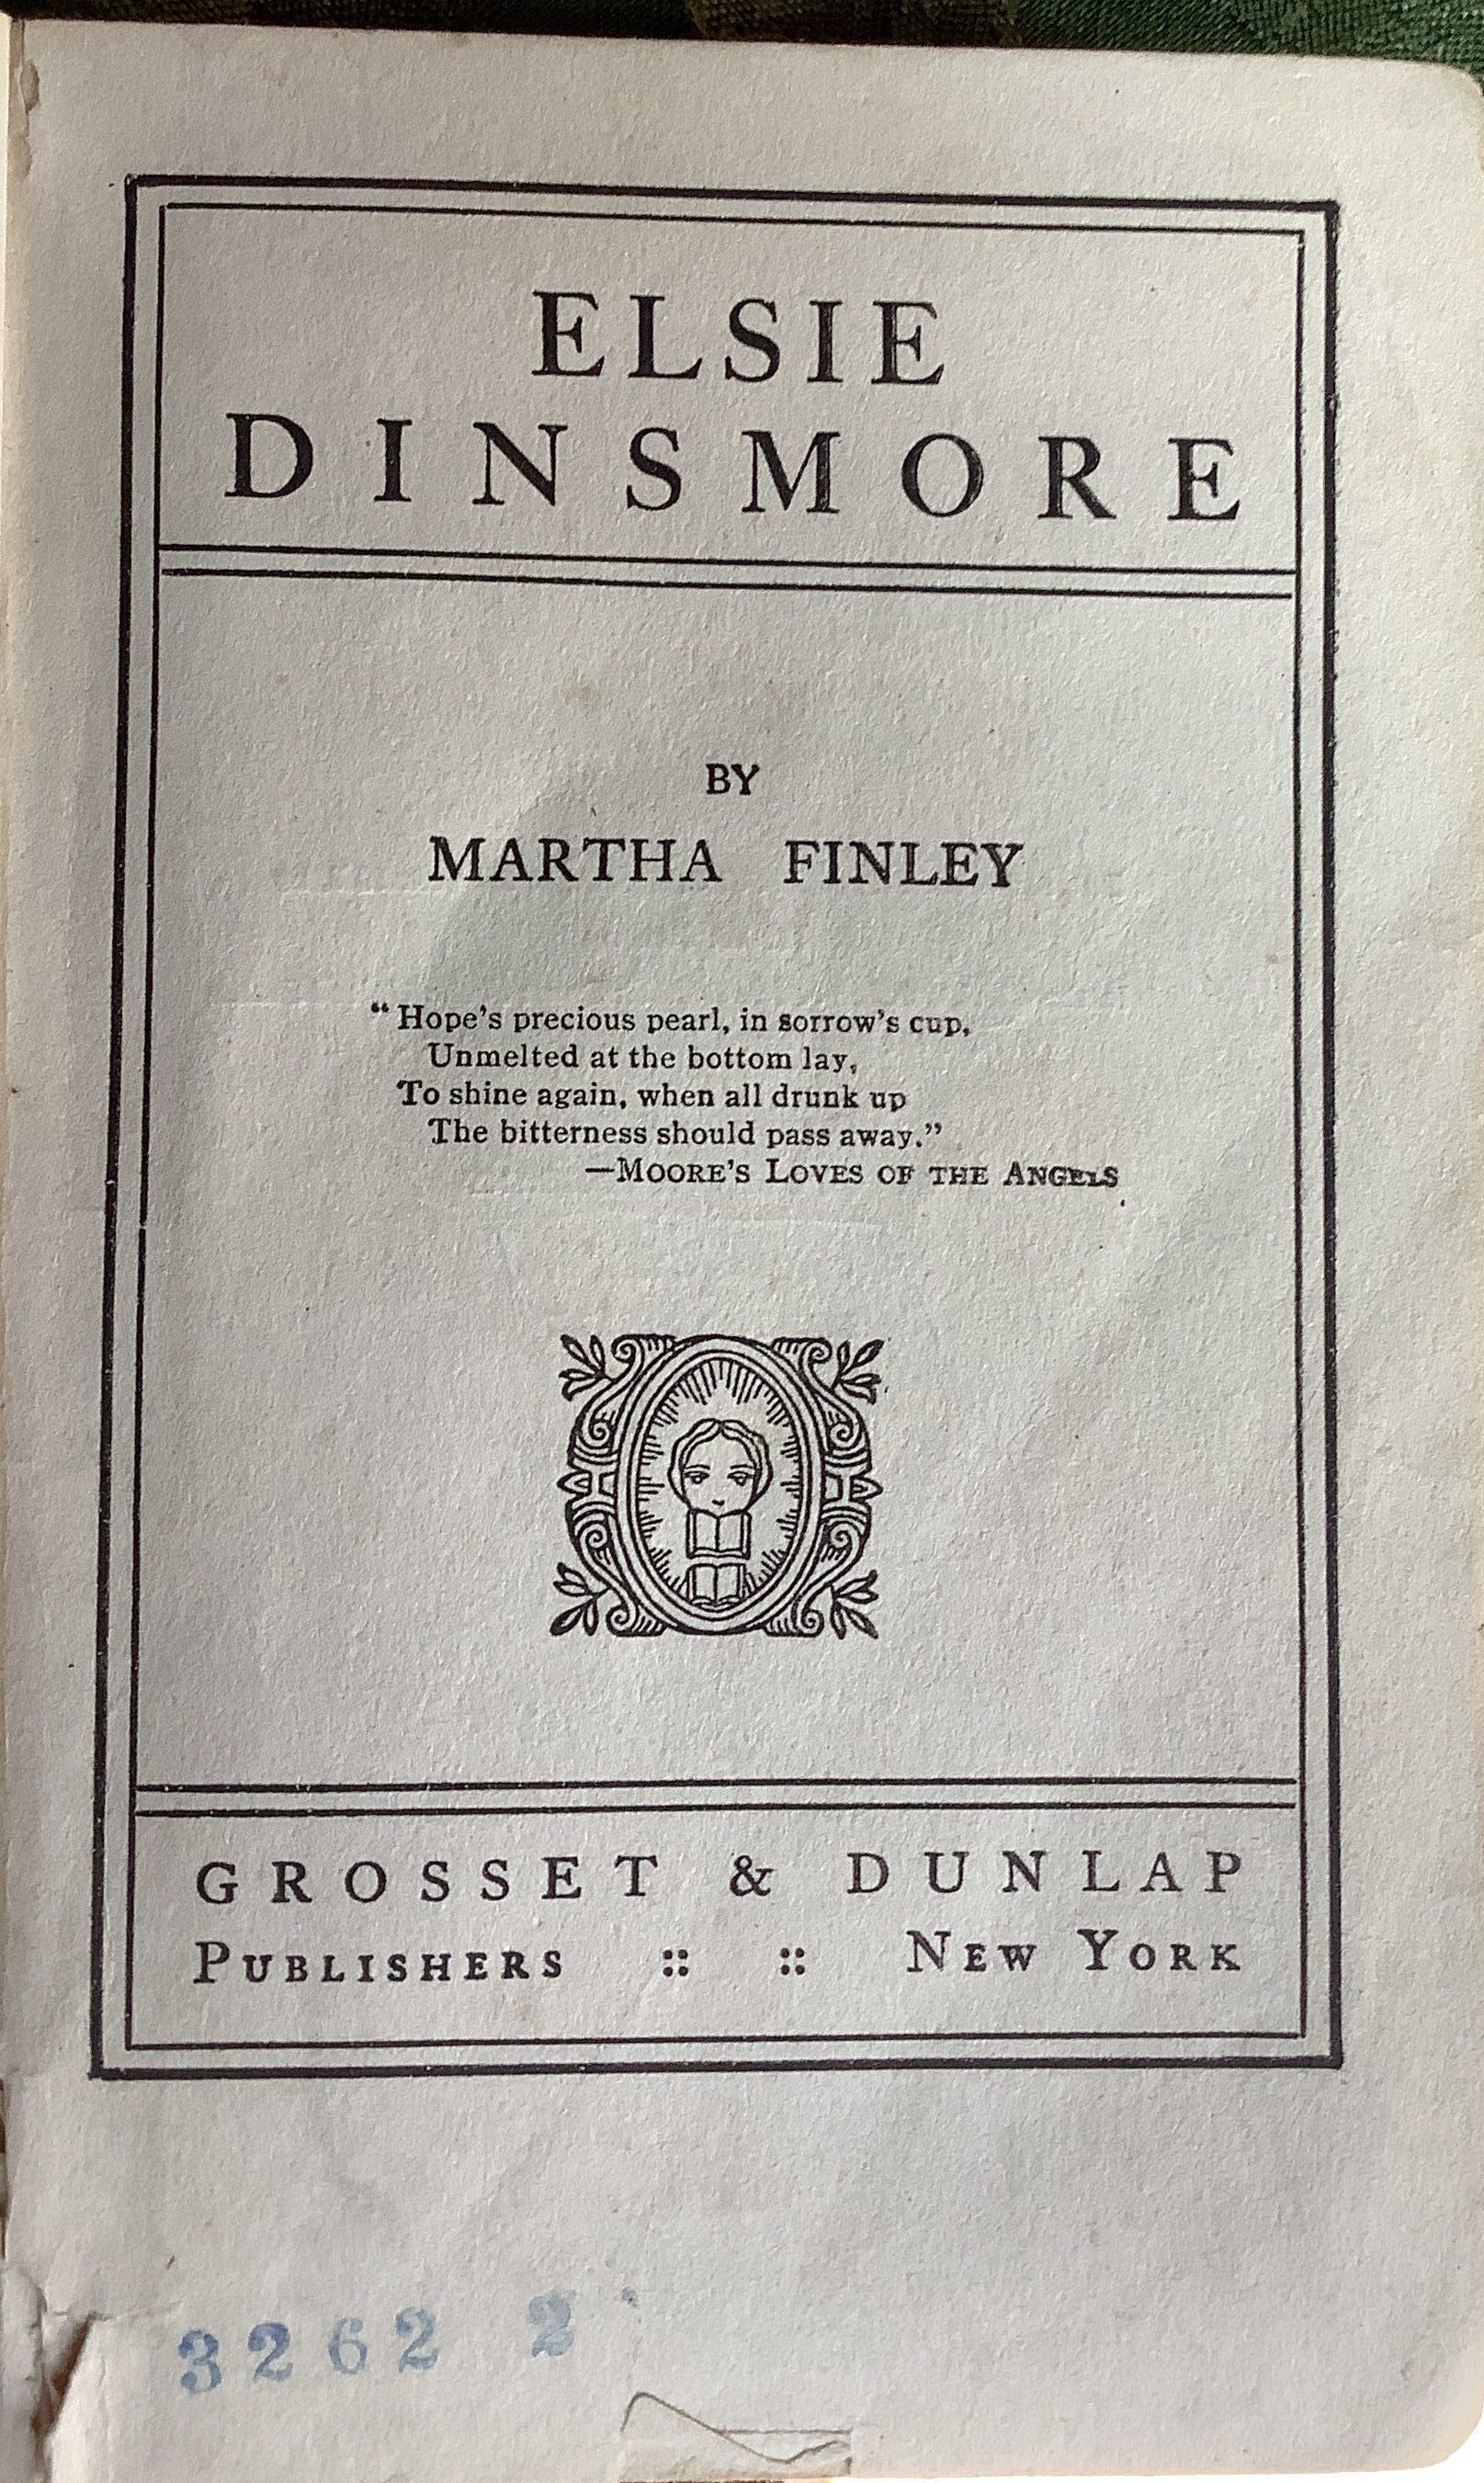 ELSIE
DINSMORE
BY
MARTHA FINLEY
“Hope's precious pearl, in sorrow's cup,
Unmelted at the bottom lay,
To shine again, when all drunk up
The bitterness should pass away.”
—MOORE'S LOVES OF THE ANGELS
GROSSET & DUNLAP
PUBLISHERS :: :: NEW YORK
3262 2